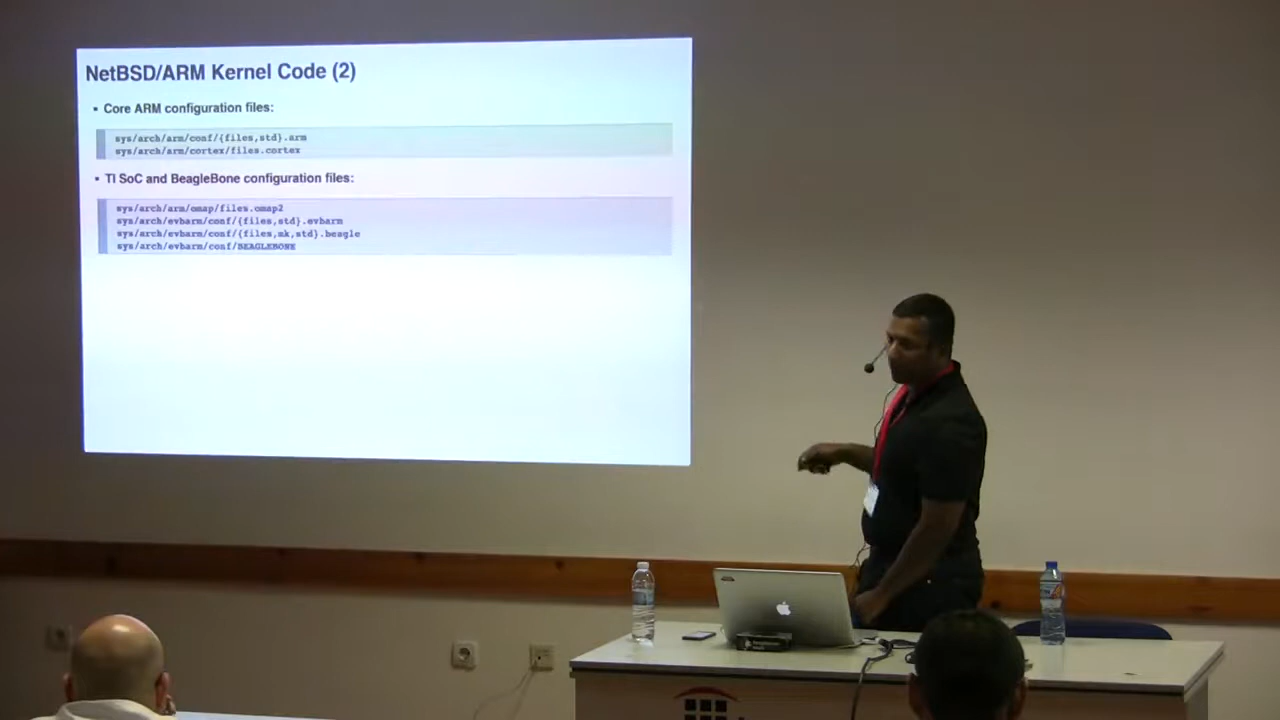 NetBSD/ARM Kernel Code (2)
▪ Core ARM configuration files:
sys/arch/arm/conf/{files,std}.arm
sys/arch/arm/cortex/files.cortex
▪ TI SoC and BeagleBone configuration files:
sys/arch/arm/omap/files.omap2
sys/arch/evbarm/conf/{files,std}.evbarm
sys/arch/evbarm/conf/{files,mk,std}.beagle
sys/arch/evbarm/conf/BEAGLEBONE